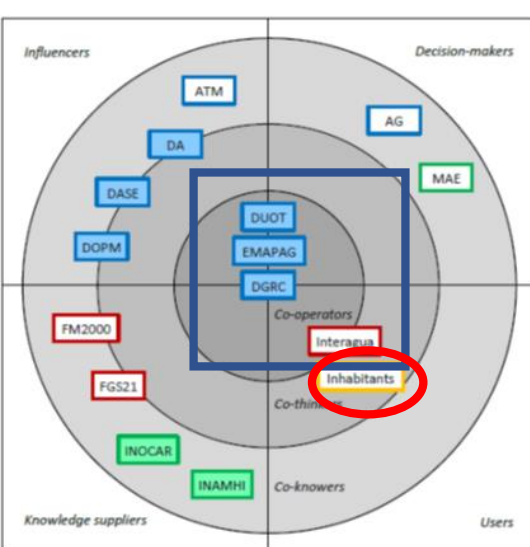 Influencers
Decision-makers
ATM
AG
DA
MAE
DASE
DUOT
DOPM
EMAPAG
DGRC
Co-operators
FM2000
Interagua
Inhabitants
FGS21
Co-thinkers
INOCAR
INAMHI
Co-knowers
Knowledge suppliers
Users